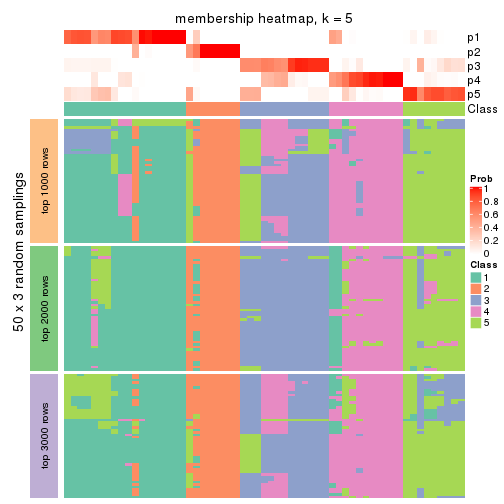 membership heatmap, k = 5
p1
p2
p3
p4
p5
Class
50 x 3 random samplings
top 1000 rows
top 2000 rows
top 3000 rows
Prob
1
0.8
0.6
0.4
0.2
0
Class
1
2
3
4
5